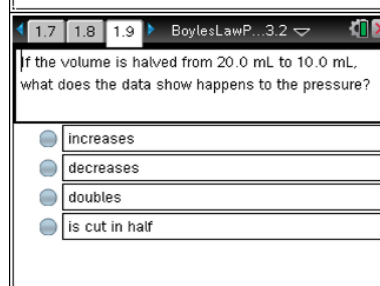 1.7 1.8 1.9 BoylesLawP...3.2
If the volume is halved from 20.0 mL to 10.0 mL,
what does the data show happens to the pressure?
increases
decreases
doubles
is cut in half